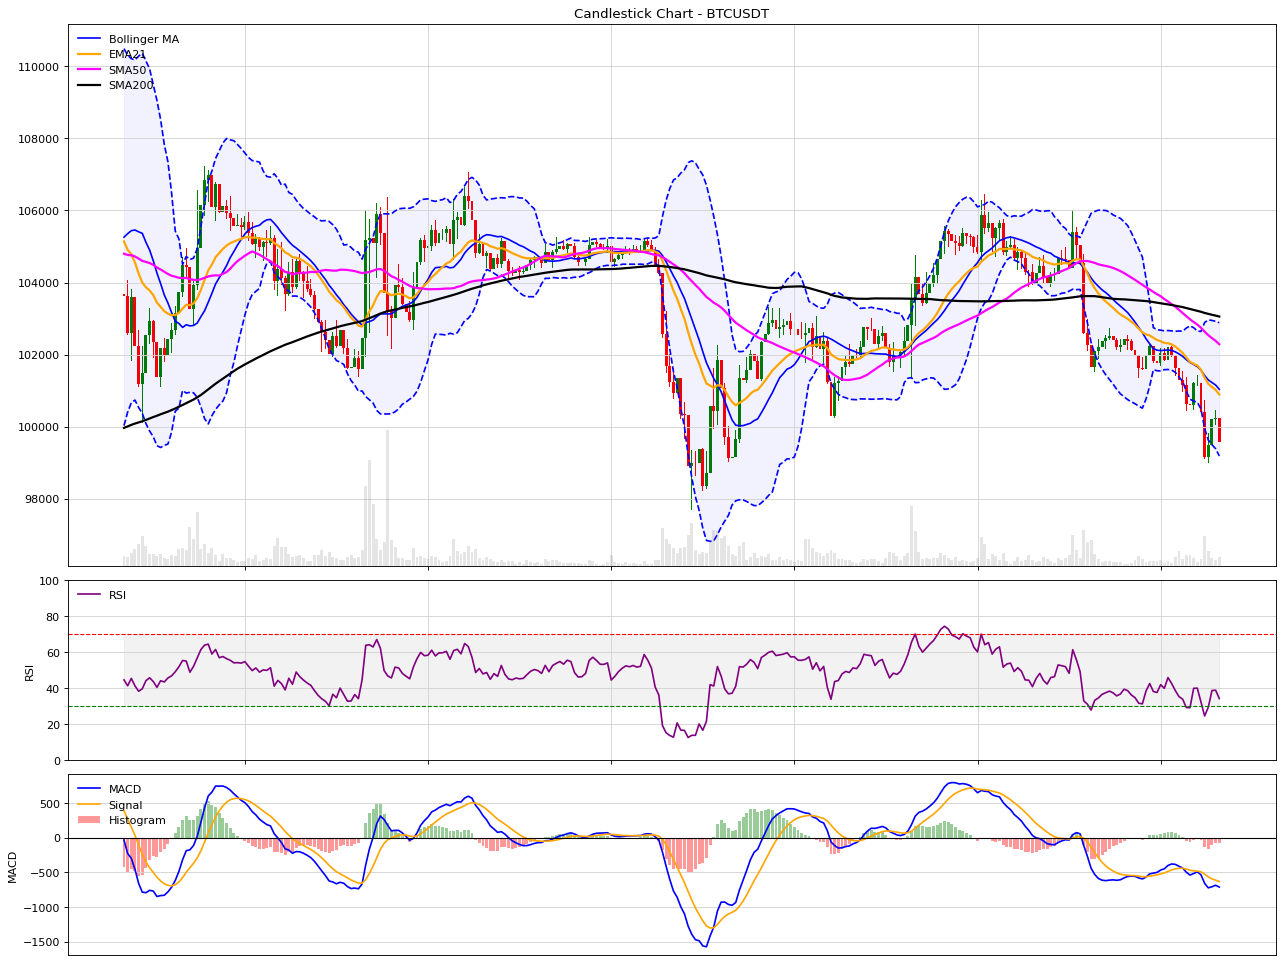 Candlestick Chart - BTCUSDT
Bollinger MA
EMA21
SMA50
SMA200
110000
108000
106000
104000
102000
100000
98000
RSI
RSI
100
80
60
40
20
0
MACD
Signal
Histogram
MACD
500
0
−500
−1000
−1500